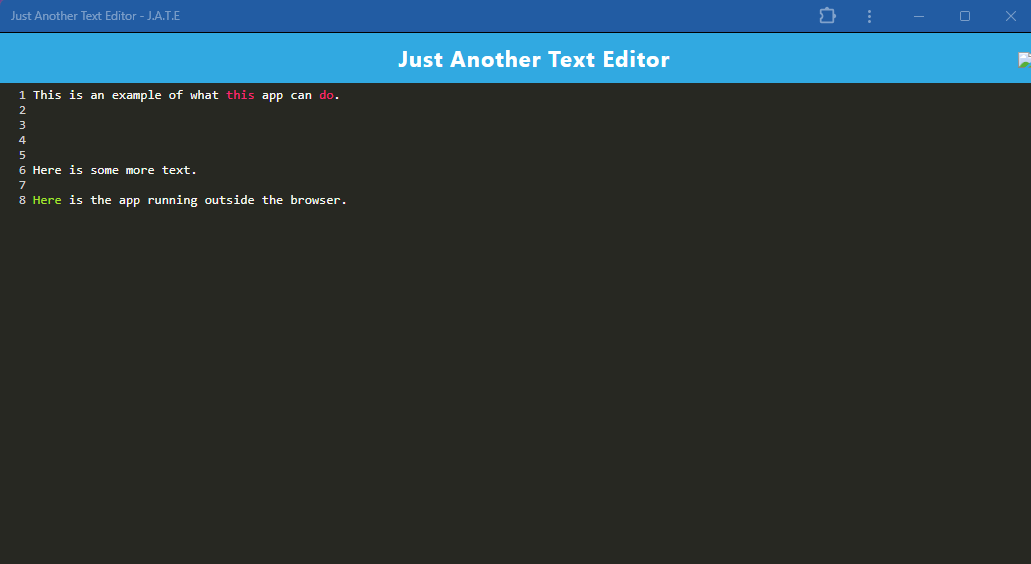 Just Another Text Editor - J.A.T.E
Just Another Text Editor
1 This is an example of what this app can do.
2
3
4
5
6 Here is some more text.
7
8 Here is the app running outside the browser.